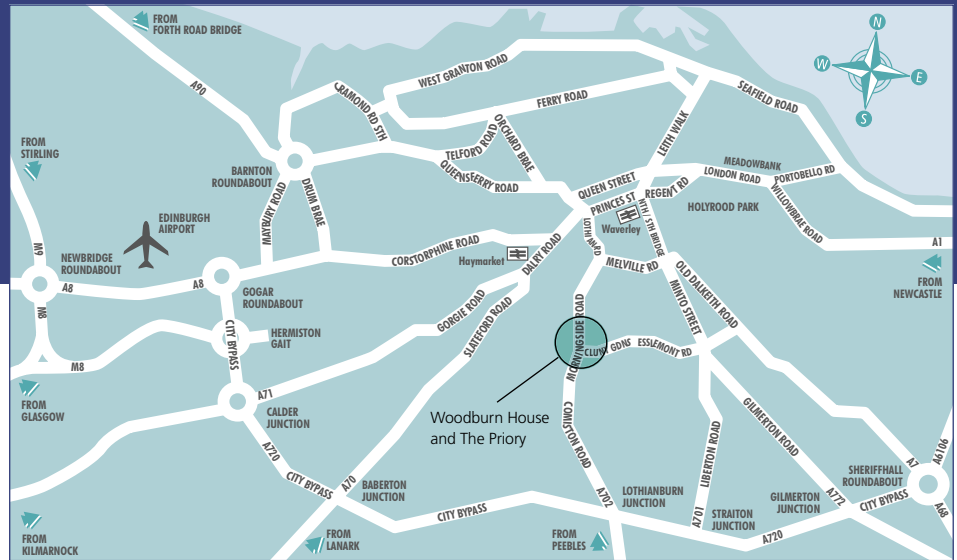 FROM
FORTH ROAD BRIDGE
N
W
E
S
A90
CRAMOND RD STH
WEST GRANTON ROAD
FERRY ROAD
SEAFIELD ROAD
FROM
STIRLING
BARNTON
ROUNDABOUT
TELFORD ROAD
ORCHARD BRAE
QUEENSFERRY ROAD
LEITH WALK
QUEEN STREET
PRINCES ST
REGENT RD
MEADOWBANK
LONDON ROAD
PORTOBELLO RD
WILLOWBRAE ROAD
HOLYROOD PARK
MAYBURY ROAD
DRUM BRAE
EDINBURGH
AIRPORT
Waverley
NTH / STH BRIDGE
LOTHIAN RD
M9
NEWBRIDGE
ROUNDABOUT
A8
A8
GOGAR
ROUNDABOUT
CORSTORPHINE ROAD
Haymarket
DALRY ROAD
MELVILLE RD
OLD DALKEITH ROAD
MINTO STREET
A1
FROM
NEWCASTLE
M8
M8
CITY BYPASS
HERMISTON
GAIT
GORGIE ROAD
SLATEFORD ROAD
MORNINGSIDE ROAD
CLUNY GDNS
ESSLEMONT RD
FROM
GLASGOW
A71
CALDER
JUNCTION
Woodburn House
and The Priory
COMISTON ROAD
LIBERTON ROAD
GILMERTON ROAD
A7
A6106
SHERIFFHALL
ROUNDABOUT
A720
CITY BYPASS
A70
BABERTON
JUNCTION
CITY BYPASS
A702
LOTHIANBURN
JUNCTION
A701
STRAITON
JUNCTION
GILMERTON
JUNCTION
A772
CITY BYPASS
A68
A720
FROM
KILMARNOCK
FROM
LANARK
FROM
PEEBLES